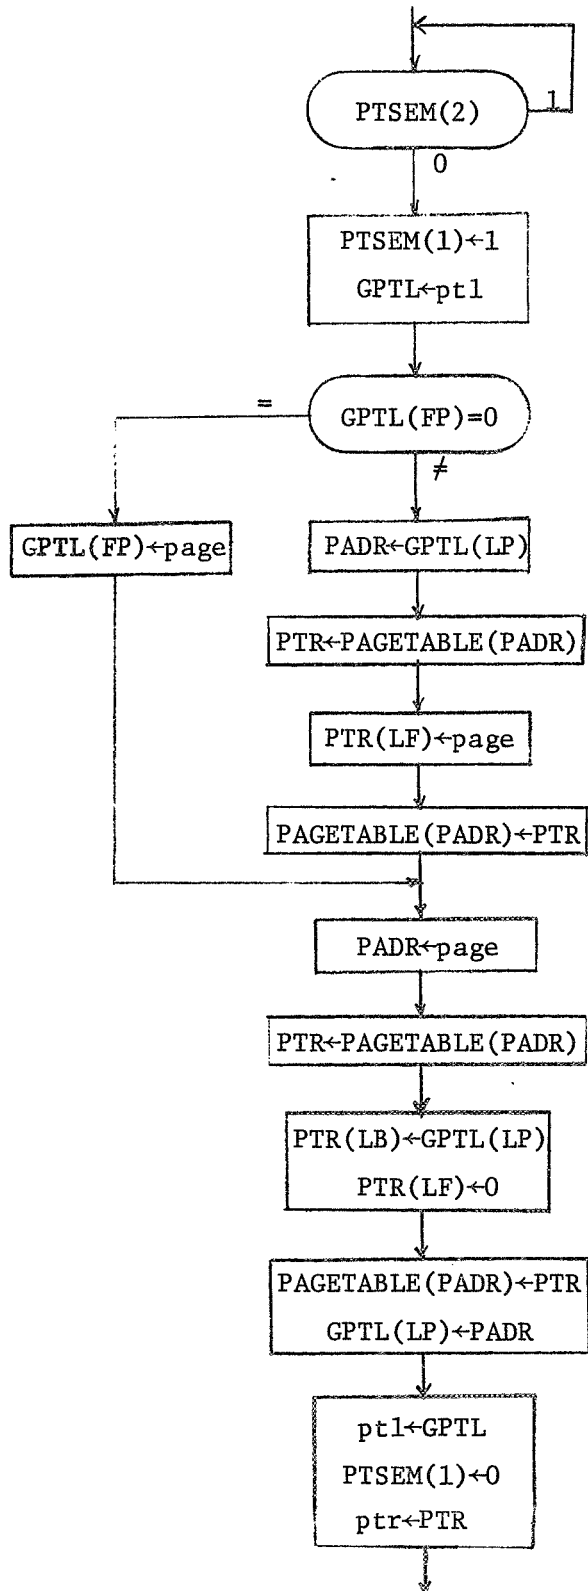 PTSEM(2)
1
0
PTSEM(1)←1
GPTL←ptl
=
GPTL(FP)=0
≠
GPTL(FP)←page
PADR←GPTL(LP)
PTR←PAGETABLE(PADR)
PTR(LF)←page
PAGETABLE(PADR)←PTR
PADR←page
PTR←PAGETABLE(PADR)
PTR(LB)←GPTL(LP)
PTR(LF)←0
PAGETABLE(PADR)←PTR
GPTL(LP)←PADR
ptl←GPTL
PTSEM(1)←0
ptr←PTR